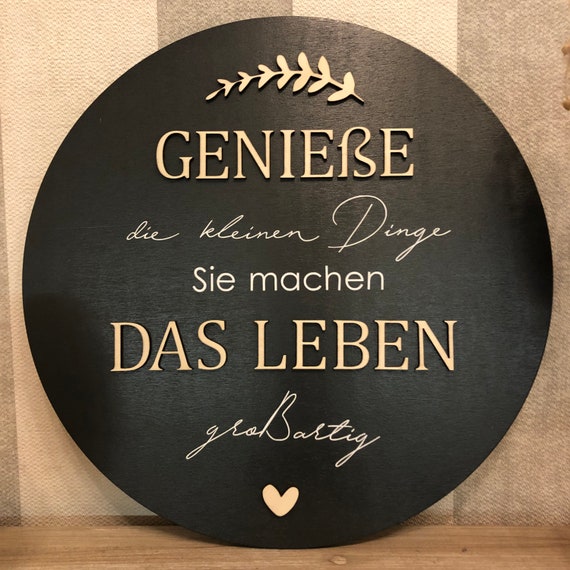 GENIEßE
die kleinen Dinge
Sie machen
DAS LEBEN
großartig